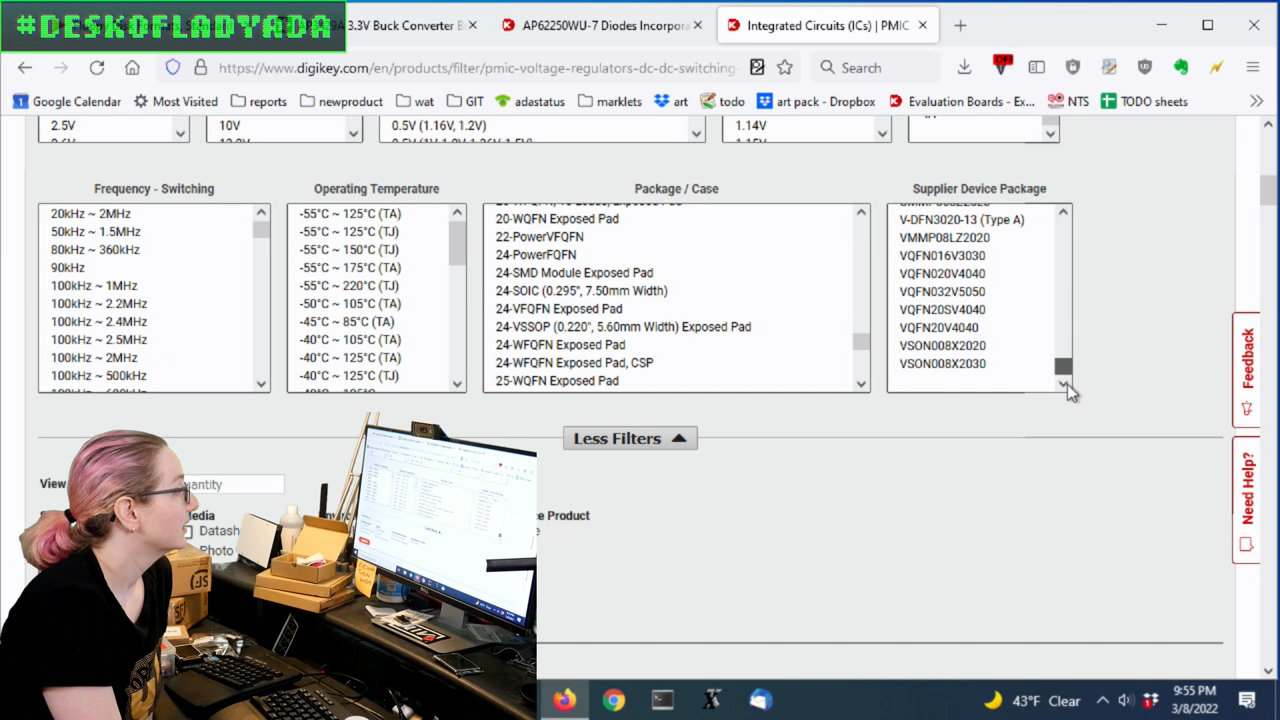 #DESKOFLADYADA
3.3V Buck Converter B
AP62250WU-7 Diodes Incorpora
Integrated Circuits (ICs) | PMIC
https://www.digikey.com/en/products/filter/pmic-voltage-regulators-dc-dc-switching-
Search
Off
Google Calendar
Most Visited
reports
newproduct
wat
GIT
adastatus
marklets
art
todo
art pack - Dropbox
Evaluation Boards - Ex...
NTS
TODO sheets
2.5V
10V
0.5V (1.16V, 1.2V)
1.14V
1.15V
Frequency - Switching
20kHz ~ 2MHz
50kHz ~ 1.5MHz
80kHz ~ 360kHz
90kHz
100kHz ~ 1MHz
100kHz ~ 2.2MHz
100kHz ~ 2.4MHz
100kHz ~ 2.5MHz
100kHz ~ 2MHz
100kHz ~ 500kHz
Operating Temperature
-55°C ~ 125°C (TA)
-55°C ~ 125°C (TJ)
-55°C ~ 150°C (TJ)
-55°C ~ 175°C (TA)
-55°C ~ 220°C (TJ)
-50°C ~ 105°C (TA)
-45°C ~ 85°C (TA)
-40°C ~ 105°C (TA)
-40°C ~ 125°C (TA)
-40°C ~ 125°C (TJ)
Package / Case
20-WQFN Exposed Pad
22-PowerVFQFN
24-PowerFQFN
24-SMD Module Exposed Pad
24-SOIC (0.295", 7.50mm Width)
24-VFQFN Exposed Pad
24-VSSOP (0.220", 5.60mm Width) Exposed Pad
24-WFQFN Exposed Pad
24-WFQFN Exposed Pad, CSP
25-WQFN Exposed Pad
Supplier Device Package
V-DFN3020-13 (Type A)
VMMP08LZ2020
VQFN016V3030
VQFN020V4040
VQFN032V5050
VQFN20SV4040
VQFN20V4040
VSON008X2020
VSON008X2030
Less Filters
View
uantity
Media
Datash
Photo
e Product
Feedback
Need Help?
43°F Clear
9:55 PM
3/8/2022